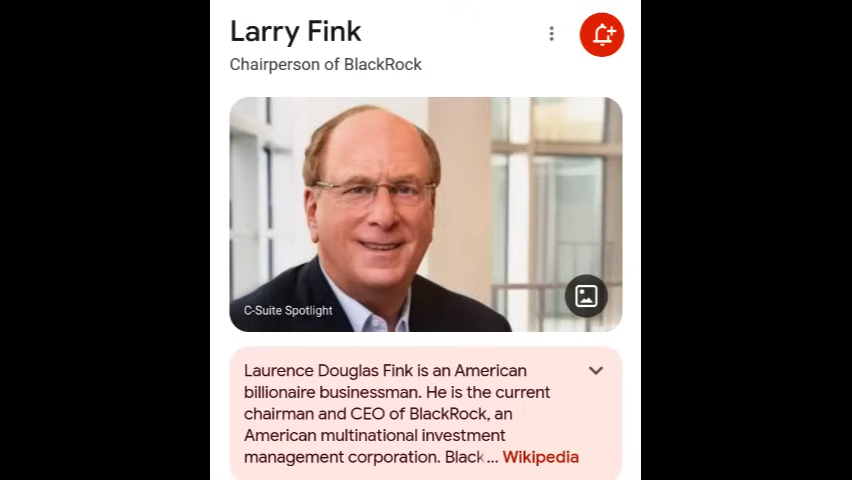 Larry Fink
Chairperson of BlackRock
C-Suite Spotlight
Laurence Douglas Fink is an American
billionaire businessman. He is the current
chairman and CEO of BlackRock, an
American multinational investment
management corporation. Black... Wikipedia